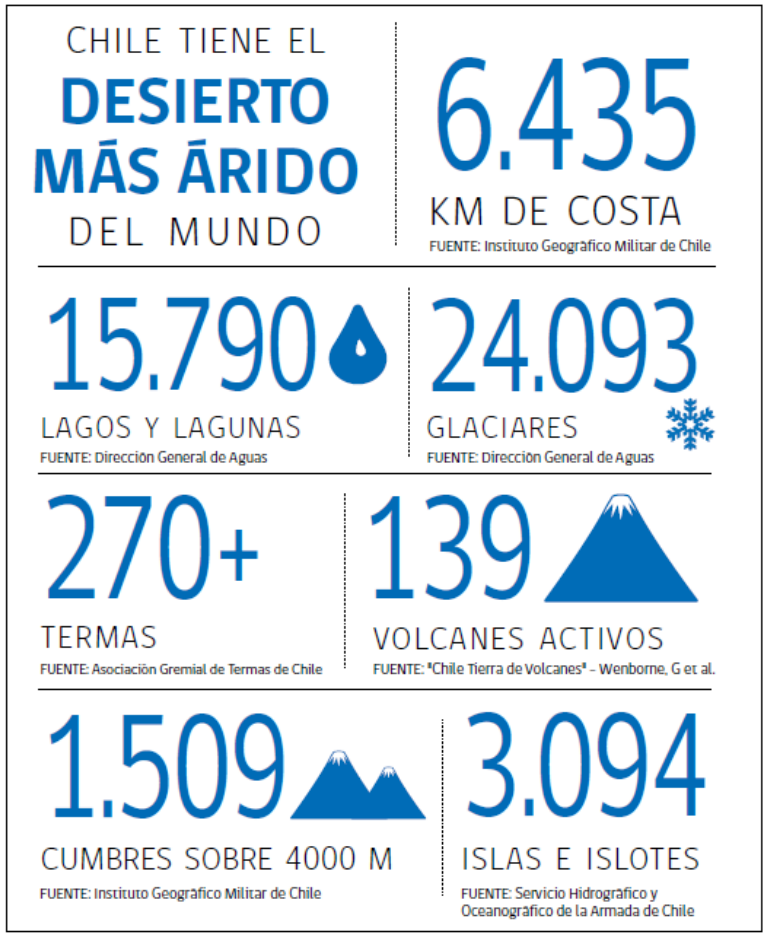 CHILE TIENE EL
DESIERTO
MÁS ÁRIDO
DEL MUNDO
6.435
KM DE COSTA
FUENTE: Instituto Geográfico Militar de Chile
15.790
LAGOS Y LAGUNAS
FUENTE: Dirección General de Aguas
24.093
GLACIARES
FUENTE: Dirección General de Aguas
270+
TERMAS
FUENTE: Asociación Gremial de Termas de Chile
139
VOLCANES ACTIVOS
FUENTE: "Chile Tierra de Volcanes" – Wenborne, G et al.
1.509
CUMBRES SOBRE 4000 M
FUENTE: Instituto Geográfico Militar de Chile
3.094
ISLAS E ISLOTES
FUENTE: Servicio Hidrográfico y
Oceanográfico de la Armada de Chile